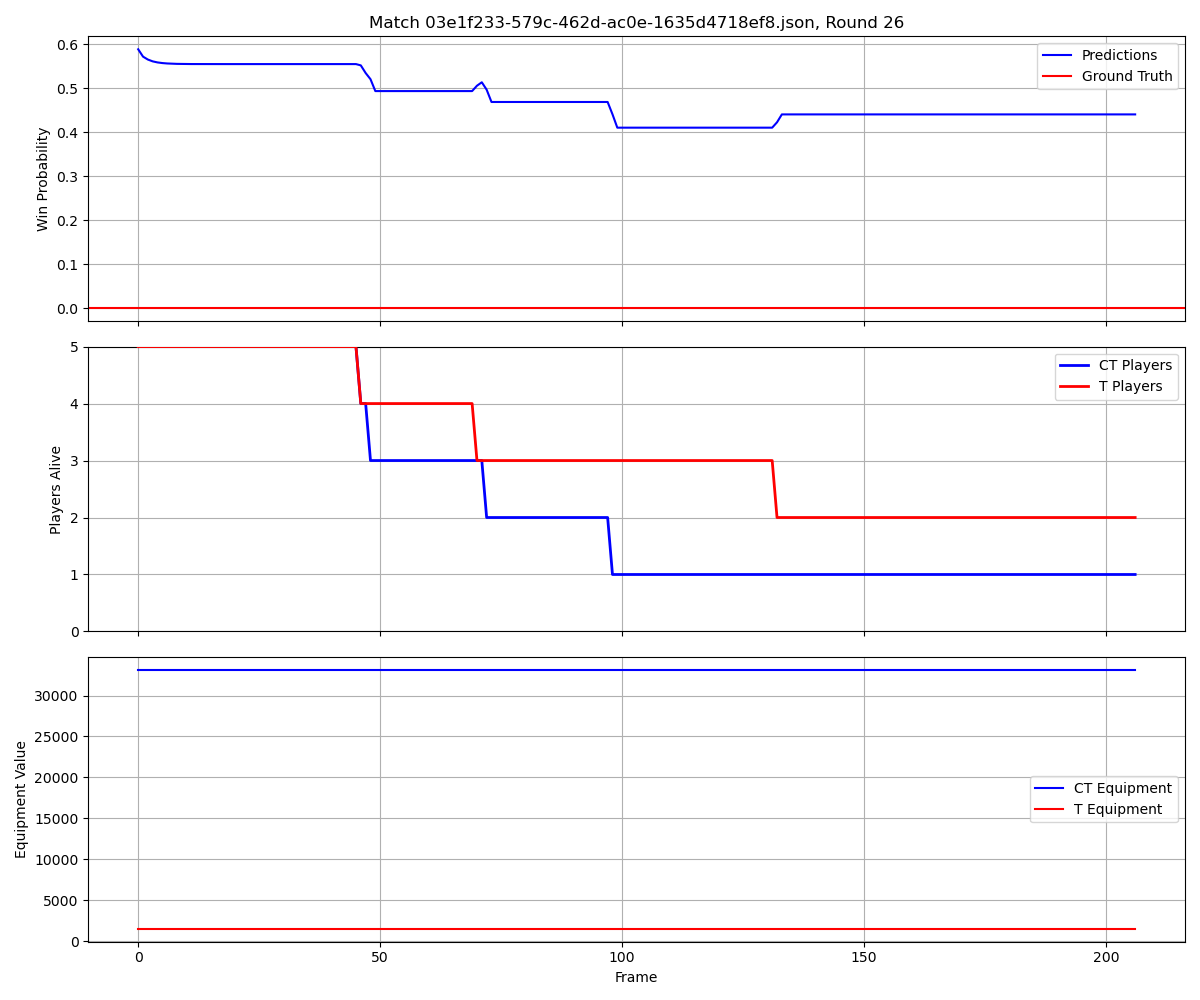 Match 03e1f233-579c-462d-ac0e-1635d4718ef8.json, Round 26
Win Probability
0.6
0.5
0.4
0.3
0.2
0.1
0.0
Predictions
Ground Truth
Players Alive
5
4
3
2
1
0
CT Players
T Players
Equipment Value
30000
25000
20000
15000
10000
5000
0
CT Equipment
T Equipment
0
50
100
150
200
Frame